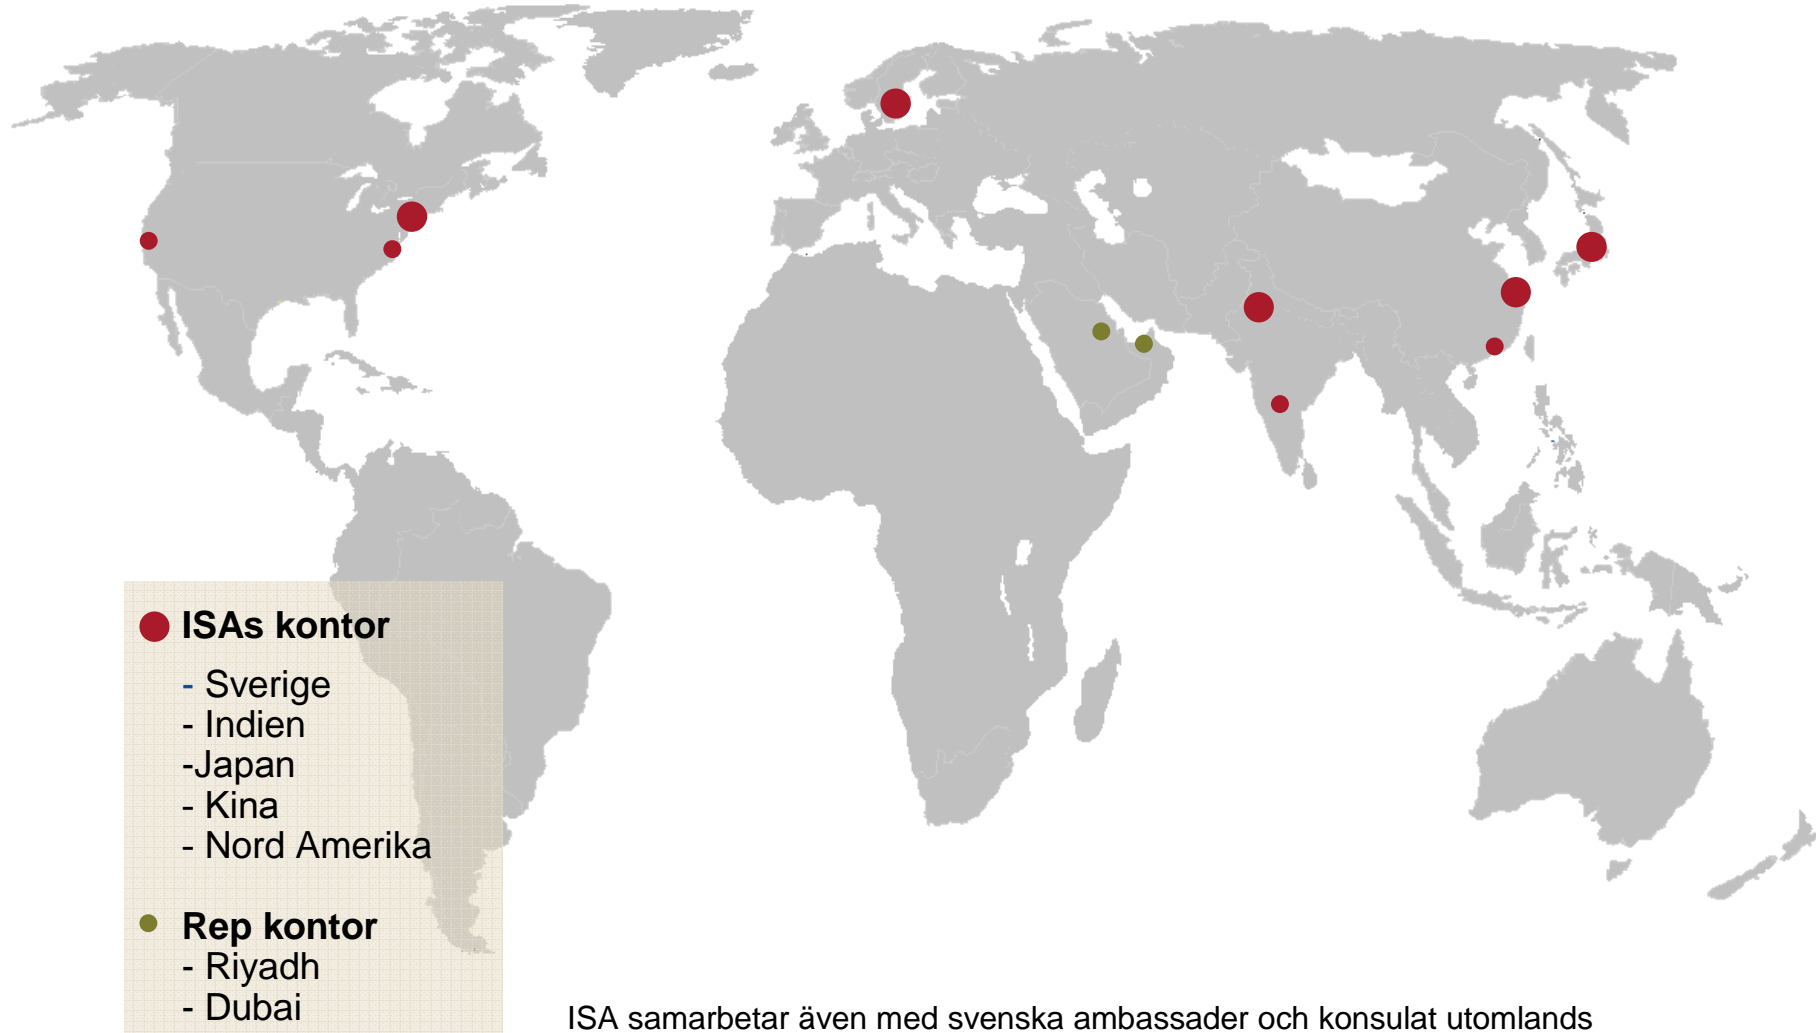 ISAs kontor
- Sverige
- Indien
-Japan
- Kina
- Nord Amerika
Rep kontor
- Riyadh
- Dubai
ISA samarbetar även med svenska ambassader och konsulat utomlands